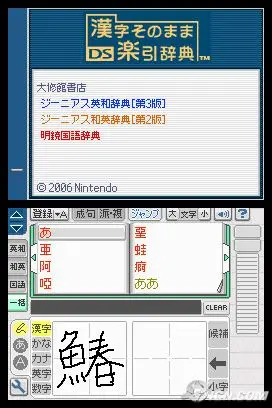 漢字そのまま
DS 楽引辞典™
大修館書店
ジーニアス英和辞典[第3版]
ジーニアス和英辞典[第2版]
明鏡国語辞典
©2006 Nintendo
登録▼A 成句 派・複 ジャンプ 大 文字 小 ?
英和
和英
国語
一括
あ 堊
亜 蛙
阿 痾
啞 ああ
CLEAR
漢字
かな
カナ
英字
数字
鰆
候補
小字
IGN.COM